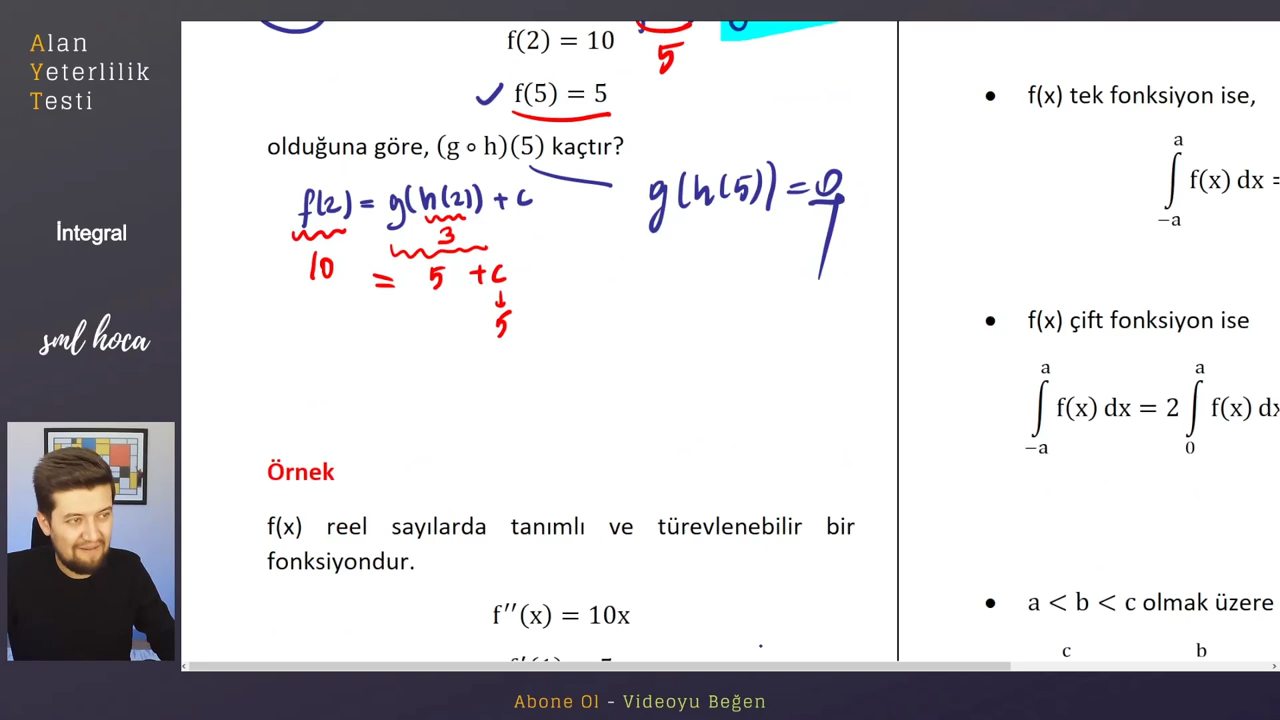 Alan
Yeterlilik
Testi
İntegral
sml hoca
f(2) = 10
5
f(5) = 5
olduğuna göre, (g ∘ h)(5) kaçtır?
g(h(5)) = 0
f(2) = g(h(2)) + c
3
10 = 5 + c
5
Örnek
f(x) reel sayılarda tanımlı ve türevlenebilir bir
fonksiyondur.
f′′(x) = 10x
• f(x) tek fonksiyon ise,
a
∫ f(x) dx =
−a
• f(x) çift fonksiyon ise
a a
∫ f(x) dx = 2 ∫ f(x) dx
−a 0
• a < b < c olmak üzere
c b
Abone Ol - Videoyu Beğen